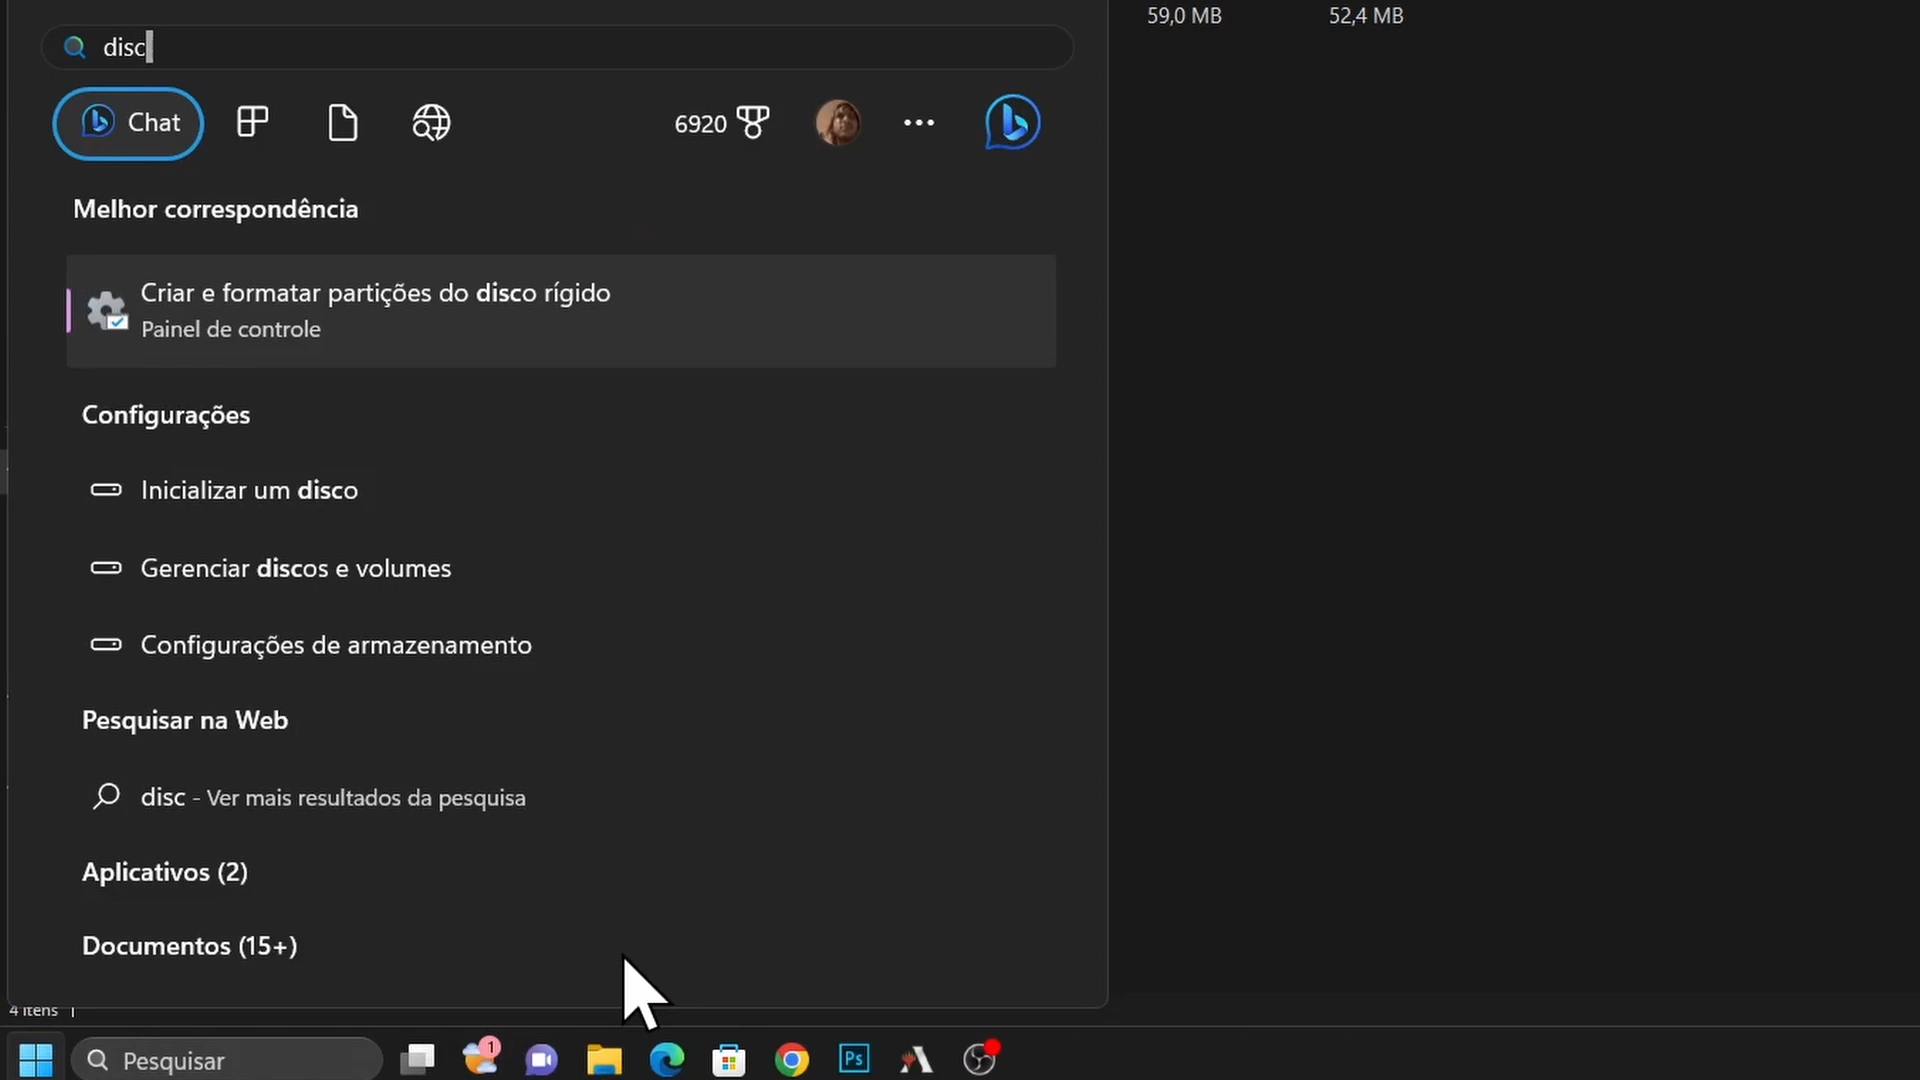 59,0 MB 52,4 MB
disc
Chat 6920
Melhor correspondência
Criar e formatar partições do disco rígido
Painel de controle
Configurações
Inicializar um disco
Gerenciar discos e volumes
Configurações de armazenamento
Pesquisar na Web
disc - Ver mais resultados da pesquisa
Aplicativos (2)
Documentos (15+)
4 itens
Pesquisar 1 Ps